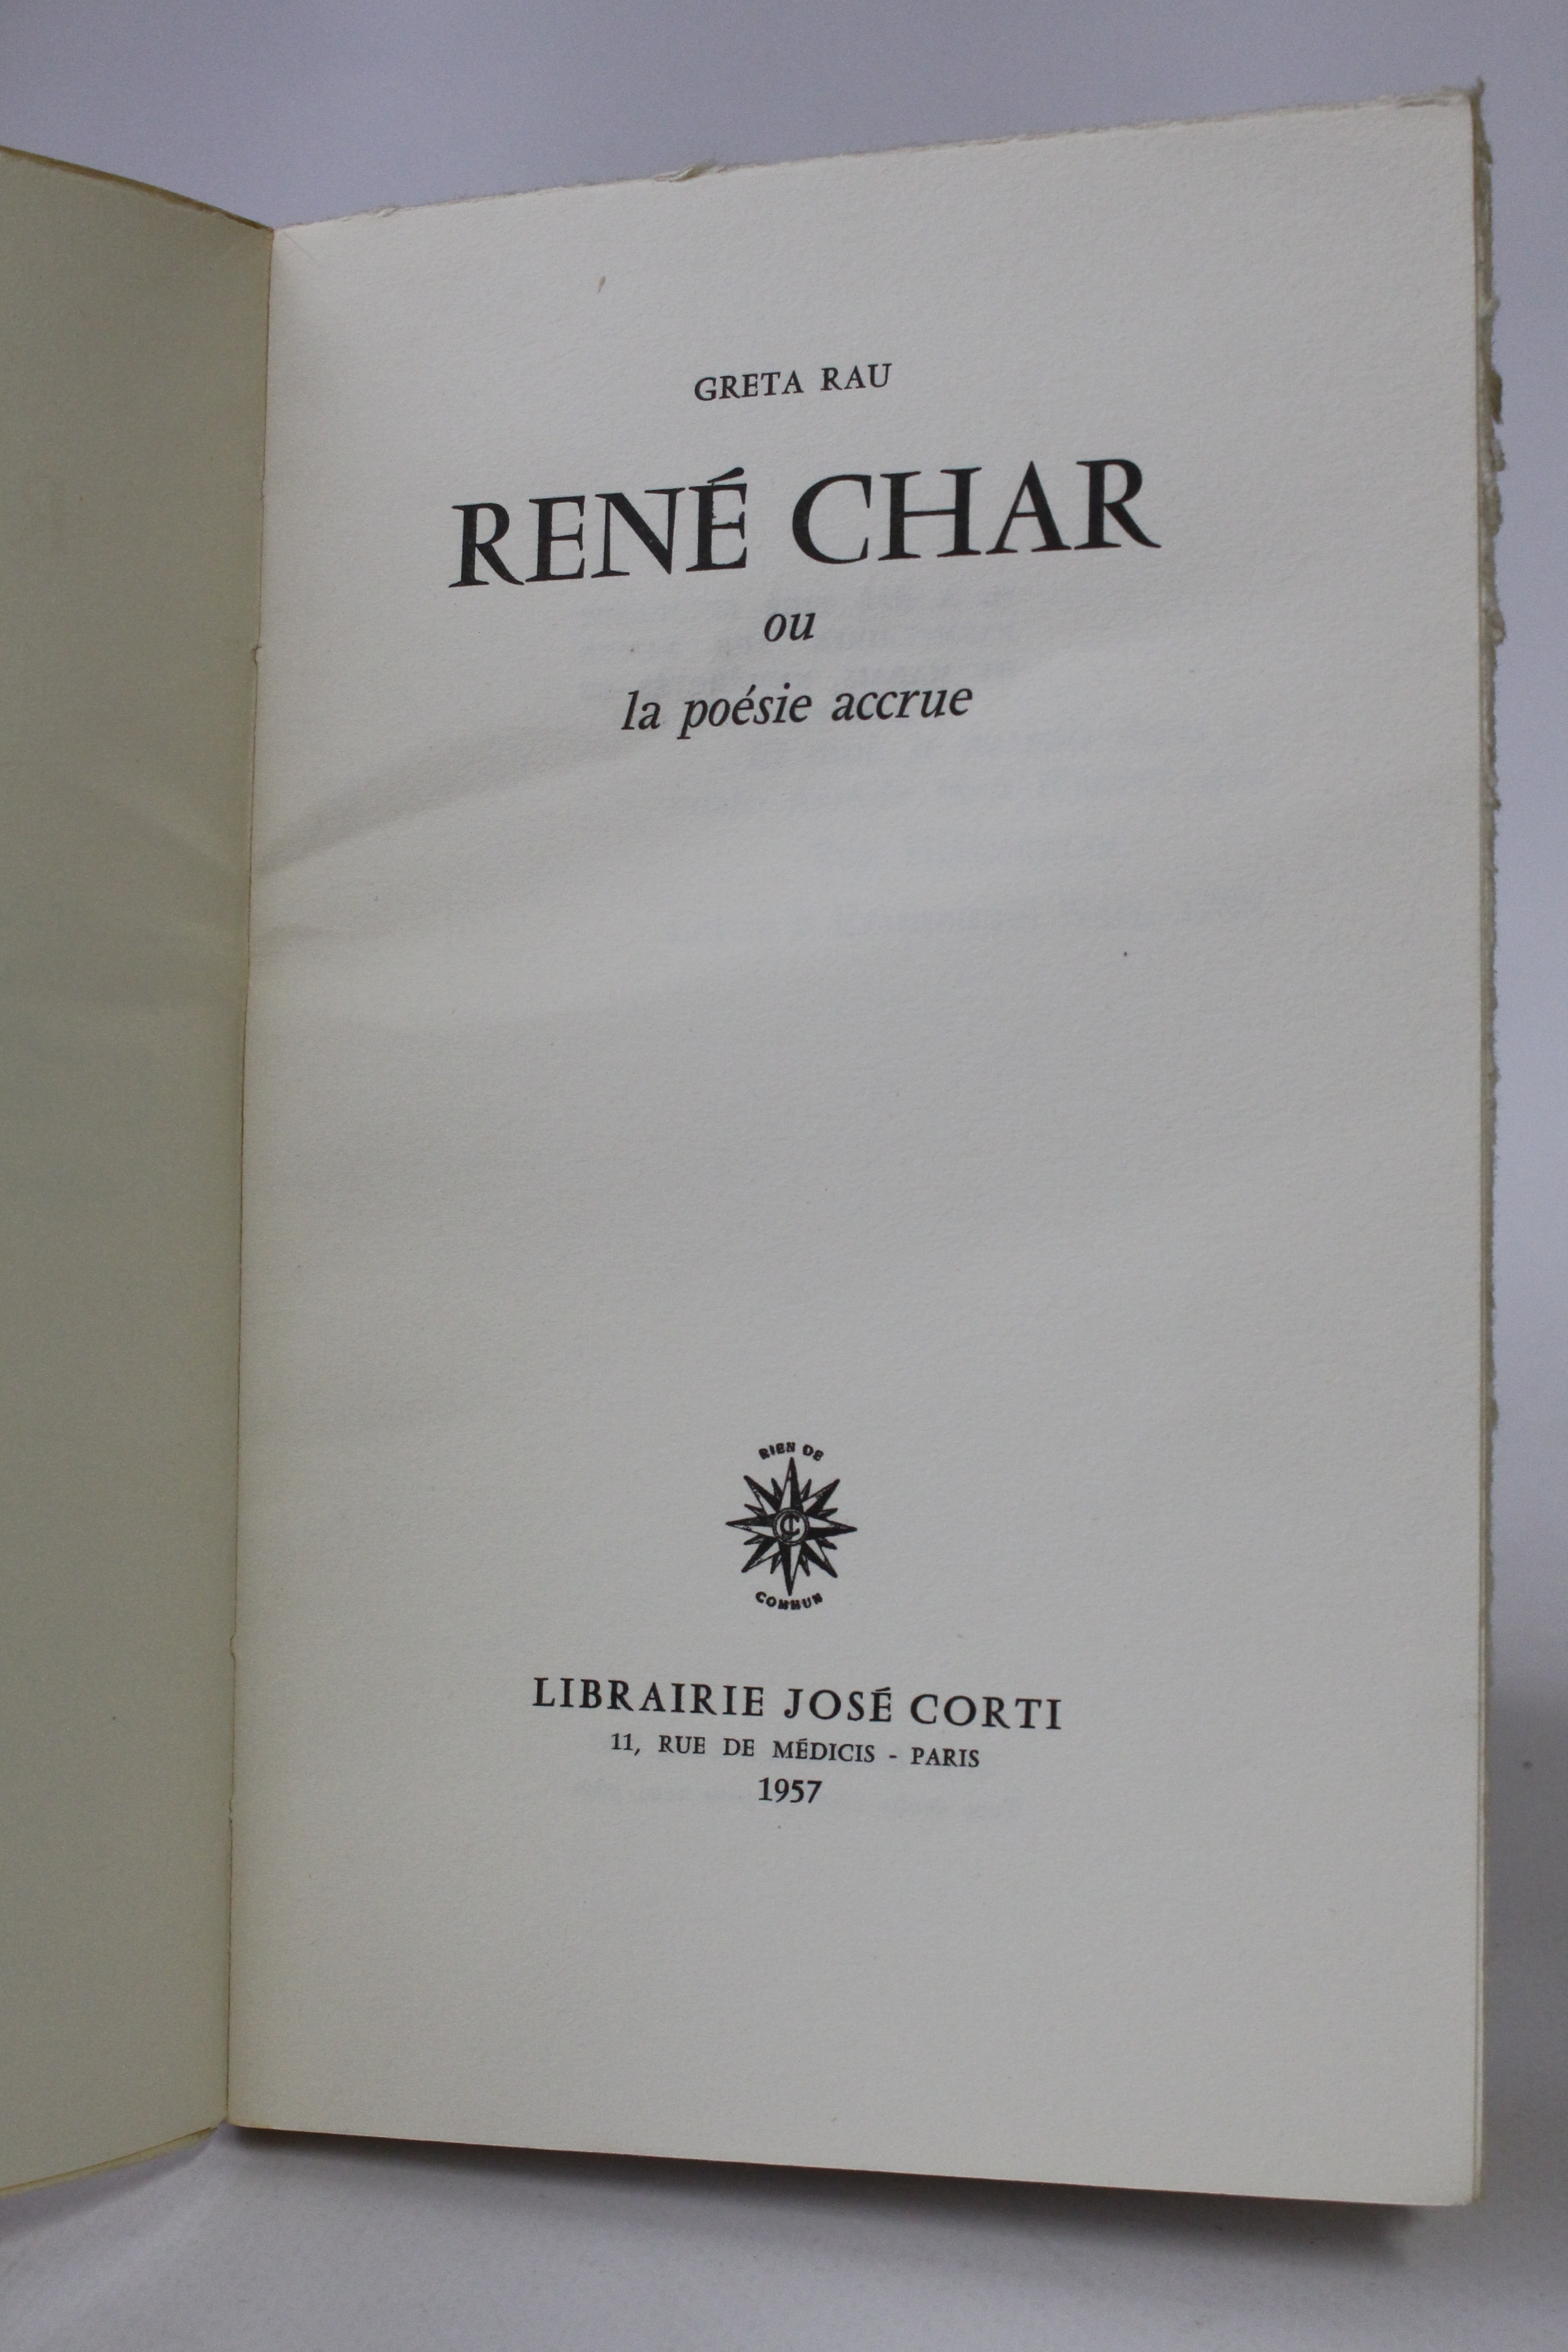 GRETA RAU
RENÉ CHAR
ou
la poésie accrue
RIEN DE
COMMUN
LIBRAIRIE JOSÉ CORTI
11, RUE DE MÉDICIS - PARIS
1957